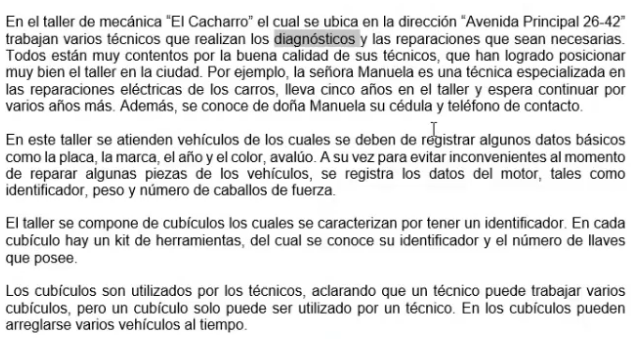 En el taller de mecánica “El Cacharro” el cual se ubica en la dirección “Avenida Principal 26-42”
trabajan varios técnicos que realizan los diagnósticos y las reparaciones que sean necesarias.
Todos están muy contentos por la buena calidad de sus técnicos, que han logrado posicionar
muy bien el taller en la ciudad. Por ejemplo, la señora Manuela es una técnica especializada en
las reparaciones eléctricas de los carros, lleva cinco años en el taller y espera continuar por
varios años más. Además, se conoce de doña Manuela su cédula y teléfono de contacto.
En este taller se atienden vehículos de los cuales se deben de registrar algunos datos básicos
como la placa, la marca, el año y el color, avalúo. A su vez para evitar inconvenientes al momento
de reparar algunas piezas de los vehículos, se registra los datos del motor, tales como
identificador, peso y número de caballos de fuerza.
El taller se compone de cubículos los cuales se caracterizan por tener un identificador. En cada
cubículo hay un kit de herramientas, del cual se conoce su identificador y el número de llaves
que posee.
Los cubículos son utilizados por los técnicos, aclarando que un técnico puede trabajar varios
cubículos, pero un cubículo solo puede ser utilizado por un técnico. En los cubículos pueden
arreglarse varios vehículos al tiempo.